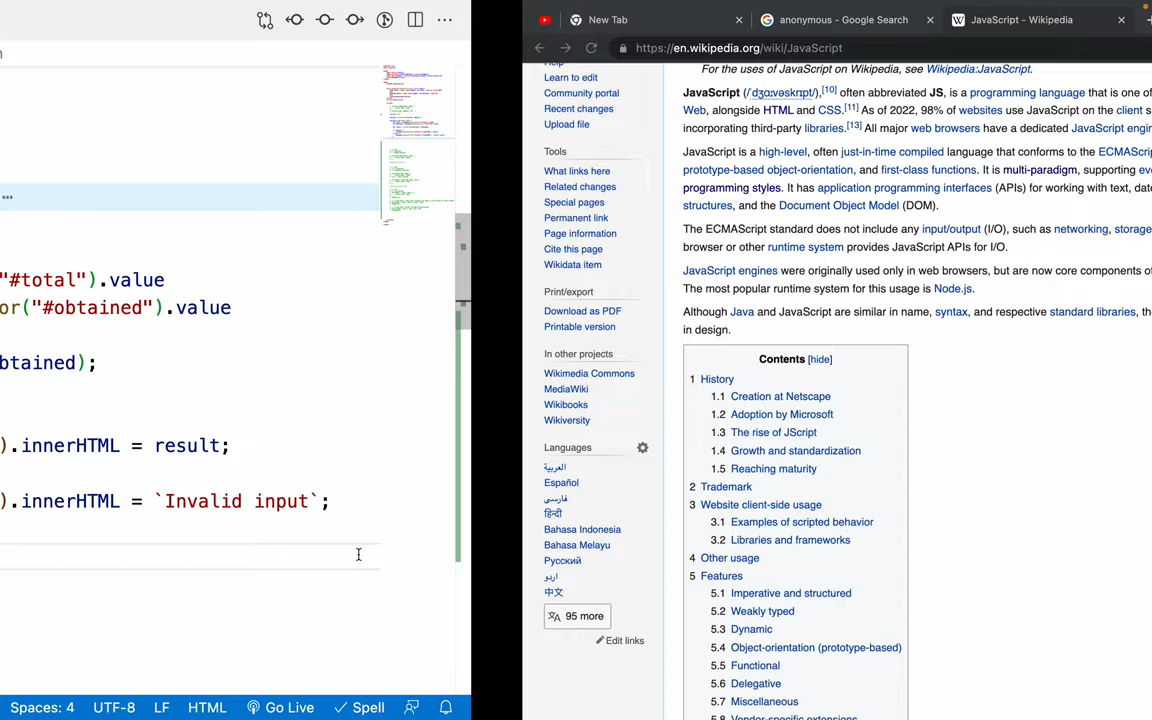 "#total").value
or("#obtained").value
btained);
).innerHTML = result;
).innerHTML = `Invalid input`;
Spaces: 4 UTF-8 LF HTML Go Live Spell
New Tab
anonymous - Google Search
JavaScript - Wikipedia
https://en.wikipedia.org/wiki/JavaScript
Help
Learn to edit
Community portal
Recent changes
Upload file
Tools
What links here
Related changes
Special pages
Permanent link
Page information
Cite this page
Wikidata item
Print/export
Download as PDF
Printable version
In other projects
Wikimedia Commons
MediaWiki
Wikibooks
Wikiversity
Languages
العربية
Español
فارسی
हिन्दी
Bahasa Indonesia
Bahasa Melayu
Русский
اردو
中文
95 more
Edit links
For the uses of JavaScript on Wikipedia, see Wikipedia:JavaScript.
JavaScript (/ˈdʒɑːvəskrɪpt/),[10] often abbreviated JS, is a programming language that is one of
Web, alongside HTML and CSS.[11] As of 2022, 98% of websites use JavaScript on the client s
incorporating third-party libraries.[13] All major web browsers have a dedicated JavaScript engin
JavaScript is a high-level, often just-in-time compiled language that conforms to the ECMAScrip
prototype-based object-orientation, and first-class functions. It is multi-paradigm, supporting ev
programming styles. It has application programming interfaces (APIs) for working with text, date
structures, and the Document Object Model (DOM).
The ECMAScript standard does not include any input/output (I/O), such as networking, storage
browser or other runtime system provides JavaScript APIs for I/O.
JavaScript engines were originally used only in web browsers, but are now core components of
The most popular runtime system for this usage is Node.js.
Although Java and JavaScript are similar in name, syntax, and respective standard libraries, the
in design.
Contents [hide]
1 History
1.1 Creation at Netscape
1.2 Adoption by Microsoft
1.3 The rise of JScript
1.4 Growth and standardization
1.5 Reaching maturity
2 Trademark
3 Website client-side usage
3.1 Examples of scripted behavior
3.2 Libraries and frameworks
4 Other usage
5 Features
5.1 Imperative and structured
5.2 Weakly typed
5.3 Dynamic
5.4 Object-orientation (prototype-based)
5.5 Functional
5.6 Delegative
5.7 Miscellaneous
5.8 Vendor-specific extensions